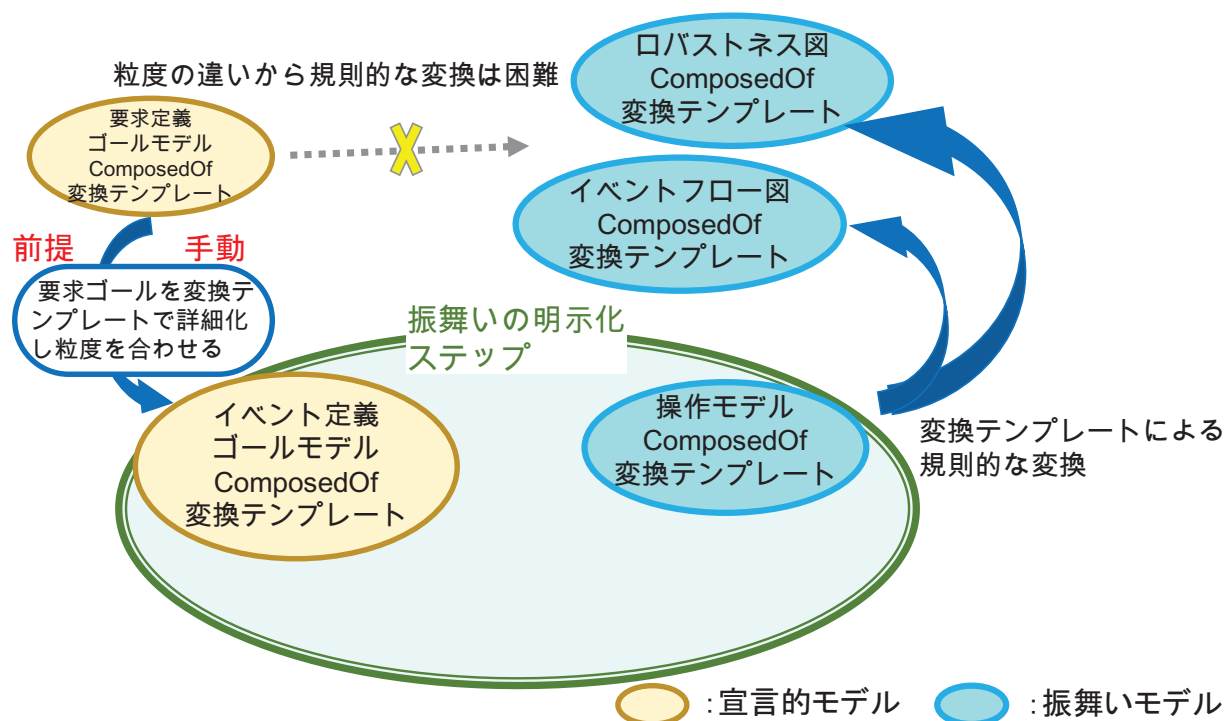 粒度の違いから規則的な変換は困難
要求定義
ゴールモデル
ComposedOf
変換テンプレート
ロバストネス図
ComposedOf
変換テンプレート
イベントフロー図
ComposedOf
変換テンプレート
前提
手動
要求ゴールを変換テ
ンプレートで詳細化
し粒度を合わせる
振舞いの明示化
ステップ
イベント定義
ゴールモデル
ComposedOf
変換テンプレート
操作モデル
ComposedOf
変換テンプレート
変換テンプレートによる
規則的な変換
:宣言的モデル
:振舞いモデル